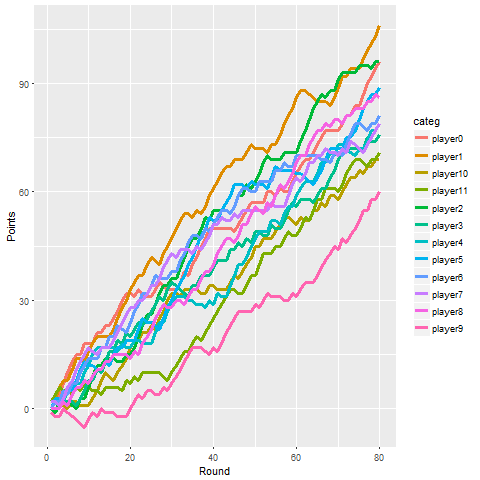 Points
90
60
30
0
0
20
40
60
80
Round
categ
player0
player1
player10
player11
player2
player3
player4
player5
player6
player7
player8
player9